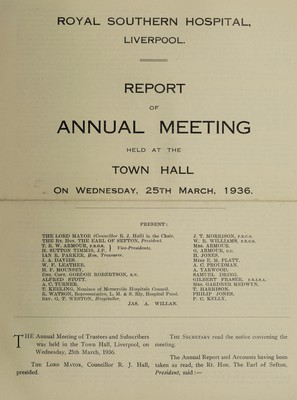 ROYAL SOUTHERN HOSPITAL,
LIVERPOOL.
REPORT
OF
ANNUAL MEETING
HELD AT THE
TOWN HALL
ON WEDNESDAY, 25TH MARCH, 1936.
PRESENT:
THE LORD MAYOR (Councillor R. J. Hall) in the Chair.
THE Rt. Hon. THE EARL OF SEFTON, President.
T. R. W. ARMOUR, F.R.C.S. } Vice-Presidents.
H. SUTTON TIMMIS, J.P.
IAN R. PARKER, Hon. Treasurer.
J. A. DAVIES.
W. F. LEATHER.
H. P. MOUNSEY.
Eng. Capt. GORDON ROBERTSON, R.N.
ALFRED STOTT.
A. C. TURNER.
T. KEELING, Nominee of Merseyside Hospitals Council.
E. WATSON, Representative, L. M. & S. Rly. Hospital Fund.
Rev. G. T. WESTON, Hospitaller.
J. T. MORRISON, F.R.C.S.
W. R. WILLIAMS, F.R.C.S.
Mrs. ARMOUR.
G. ARMOUR,
H. JONES.
Miss E. M. PLATT.
A. C. PROUDMAN.
A. YARWOOD.
SAMUEL IRVING.
GILBERT FRASER, F.R.I.B.A.
Mrs. GARDNER MEDWYN.
T. HARRISON.
PHILIP JONES.
P. C. KELLY.
JAS. A. WILLAN.
THE Annual Meeting of Trustees and Subscribers
was held in the Town Hall, Liverpool, on
Wednesday, 25th March, 1936.
THE LORD MAYOR, Councillor R. J. Hall,
presided.
THE SECRETARY read the notice convening the
meeting.
The Annual Report and Accounts having been
taken as read, the Rt. Hon. The Earl of Sefton,
President, said :—